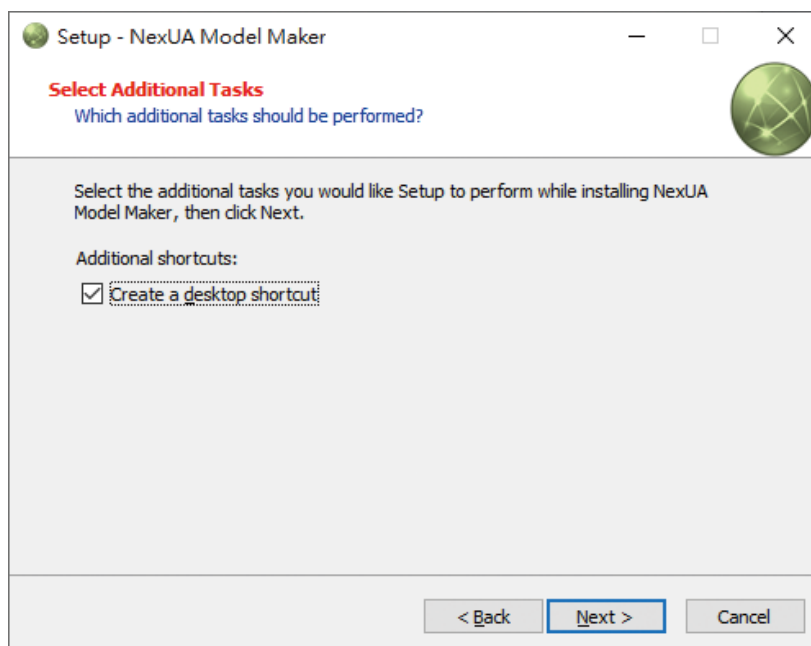 Setup - NexUA Model Maker
Select Additional Tasks
Which additional tasks should be performed?
Select the additional tasks you would like Setup to perform while installing NexUA
Model Maker, then click Next.
Additional shortcuts:
Create a desktop shortcut
< Back
Next >
Cancel